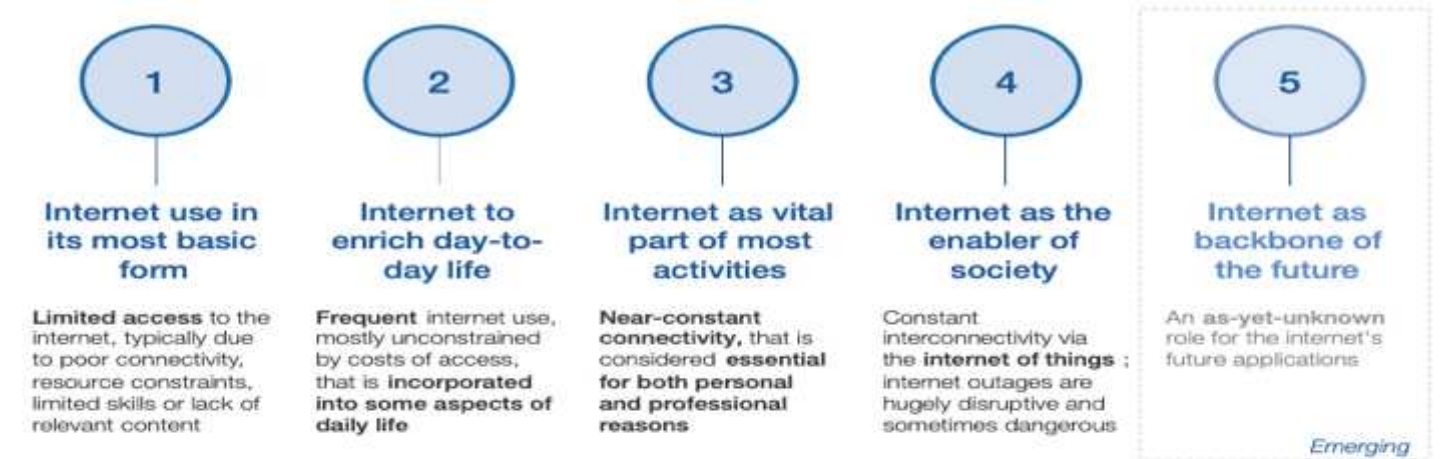 1
Internet use in
its most basic
form
Limited access to the
internet, typically due
to poor connectivity,
resource constraints,
limited skills or lack of
relevant content
2
Internet to
enrich day-to-
day life
Frequent internet use,
mostly unconstrained
by costs of access,
that is incorporated
into some aspects of
daily life
3
Internet as vital
part of most
activities
Near-constant
connectivity, that is
considered essential
for both personal
and professional
reasons
4
Internet as the
enabler of
society
Constant
interconnectivity via
the internet of things ;
internet outages are
hugely disruptive and
sometimes dangerous
5
Internet as
backbone of
the future
An as-yet-unknown
role for the internet's
future applications
Emerging